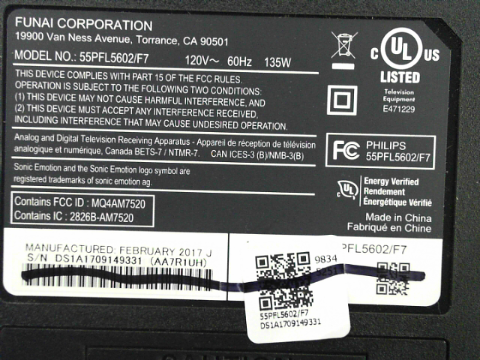 FUNAI CORPORATION
19900 Van Ness Avenue, Torrance, CA 90501
MODEL NO.: 55PFL5602/F7 120V~ 60Hz 135W
THIS DEVICE COMPLIES WITH PART 15 OF THE FCC RULES.
OPERATION IS SUBJECT TO THE FOLLOWING TWO CONDITIONS:
(1) THIS DEVICE MAY NOT CAUSE HARMFUL INTERFERENCE, AND
(2) THIS DEVICE MUST ACCEPT ANY INTERFERENCE RECEIVED,
INCLUDING INTERFERENCE THAT MAY CAUSE UNDESIRED OPERATION.
Analog and Digital Television Receiving Apparatus - Appareil de réception de télévision
analogique et numérique, Canada BETS-7 / NTMR-7. CAN ICES-3 (B)/NMB-3(B)
Sonic Emotion and the Sonic Emotion logo are
registered trademarks of sonic emotion ag.
Contains FCC ID : MQ4AM7520
Contains IC : 2826B-AM7520
C UL US
LISTED
Television
Equipment
E471229
FC PHILIPS
55PFL5602/F7
UL
Energy Verified
Rendement
Énergétique Vérifié
Made in China
Fabriqué en China
MANUFACTURED: FEBRUARY 2017 J
S/N DS1A1709149331 (AA7R1UH)
9834
PFL5602/F7
55PFL5602/F7
DS1A1709149331